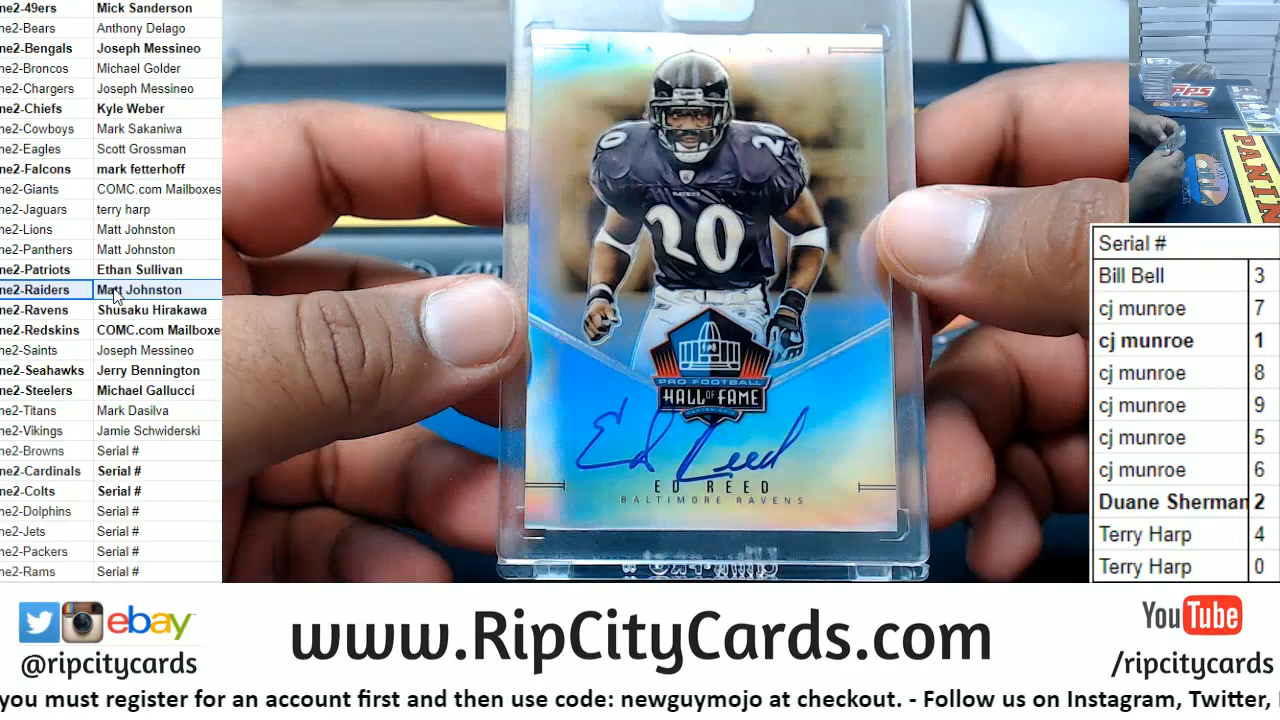 ne2-49ers Mick Sanderson
ne2-Bears Anthony Delago
ne2-Bengals Joseph Messineo
ne2-Broncos Michael Golder
ne2-Chargers Joseph Messineo
ne2-Chiefs Kyle Weber
ne2-Cowboys Mark Sakaniwa
ne2-Eagles Scott Grossman
ne2-Falcons mark fetterhoff
ne2-Giants COMC.com Mailboxes
ne2-Jaguars terry harp
ne2-Lions Matt Johnston
ne2-Panthers Matt Johnston
ne2-Patriots Ethan Sullivan
ne2-Raiders Matt Johnston
ne2-Ravens Shusaku Hirakawa
ne2-Redskins COMC.com Mailboxe
ne2-Saints Joseph Messineo
ne2-Seahawks Jerry Bennington
ne2-Steelers Michael Gallucci
ne2-Titans Mark Dasilva
ne2-Vikings Jamie Schwiderski
ne2-Browns Serial #
ne2-Cardinals Serial #
ne2-Colts Serial #
ne2-Dolphins Serial #
ne2-Jets Serial #
ne2-Packers Serial #
ne2-Rams Serial #
20
20
20
PRO FOOTBALL
HALL OF FAME
Ed Reed
ED REED
BALTIMORE RAVENS
PPS
PANIN
Serial #
Bill Bell 3
cj munroe 7
cj munroe 1
cj munroe 8
cj munroe 9
cj munroe 5
cj munroe 6
Duane Sherman 2
Terry Harp 4
Terry Harp 0
ebay
@ripcitycards
www.RipCityCards.com
YouTube
/ripcitycards
you must register for an account first and then use code: newguymojo at checkout. - Follow us on Instagram, Twitter,